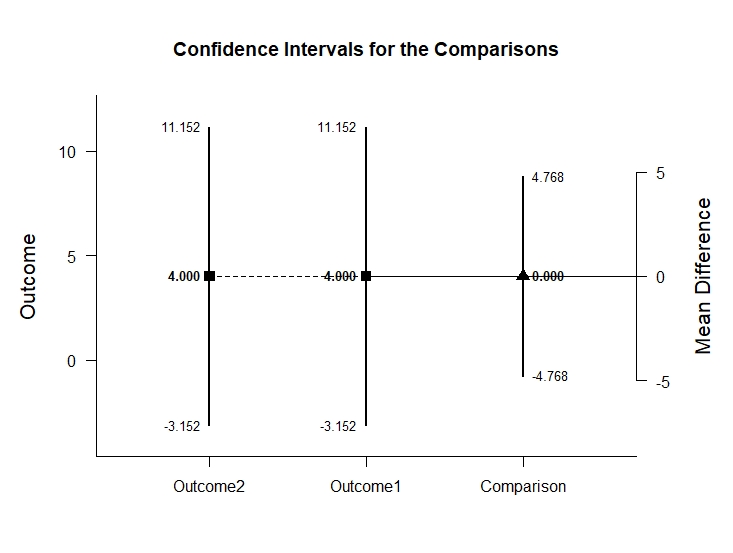 Confidence Intervals for the Comparisons
11.152 11.152
10
4.768 5
Outcome
5
4.000 4.000 0.000 0
Mean Difference
0
-4.768 -5
-3.152 -3.152
Outcome2 Outcome1 Comparison